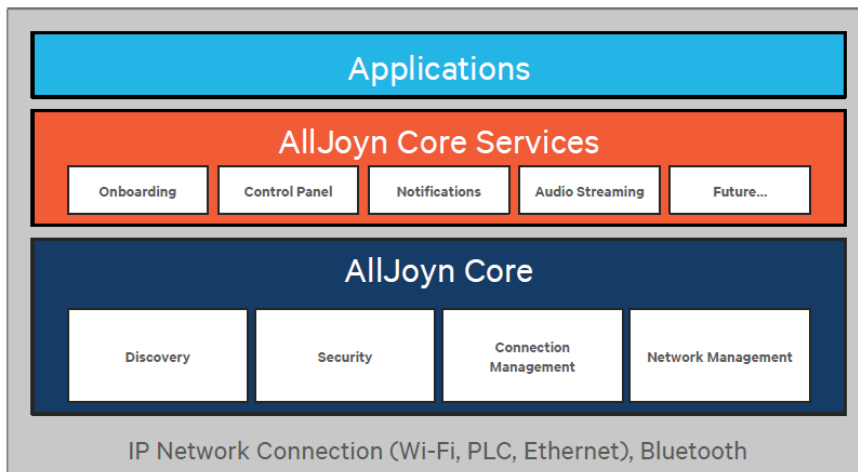 Applications
AllJoyn Core Services
Onboarding
Control Panel
Notifications
Audio Streaming
Future...
AllJoyn Core
Discovery
Security
Connection
Management
Network Management
IP Network Connection (Wi-Fi, PLC, Ethernet), Bluetooth